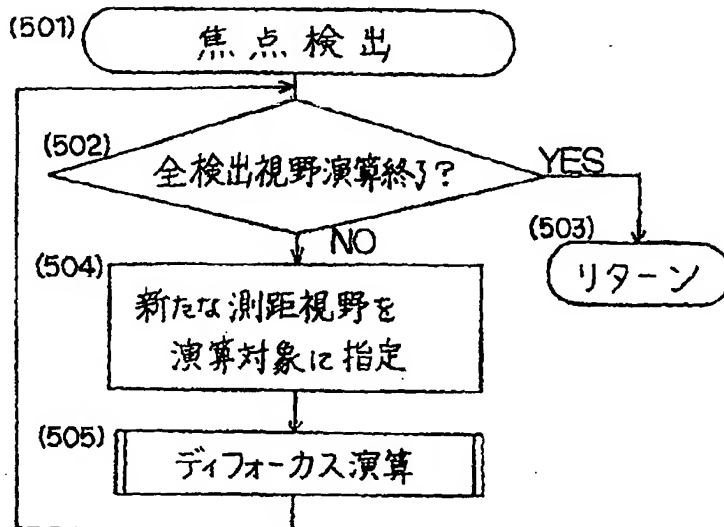 (501)
焦点検出
(502)
全検出視野演算終了?
YES
(503)
リターン
NO
(504)
新たな測距視野を
演算対象に指定
(505)
ディフォーカス演算